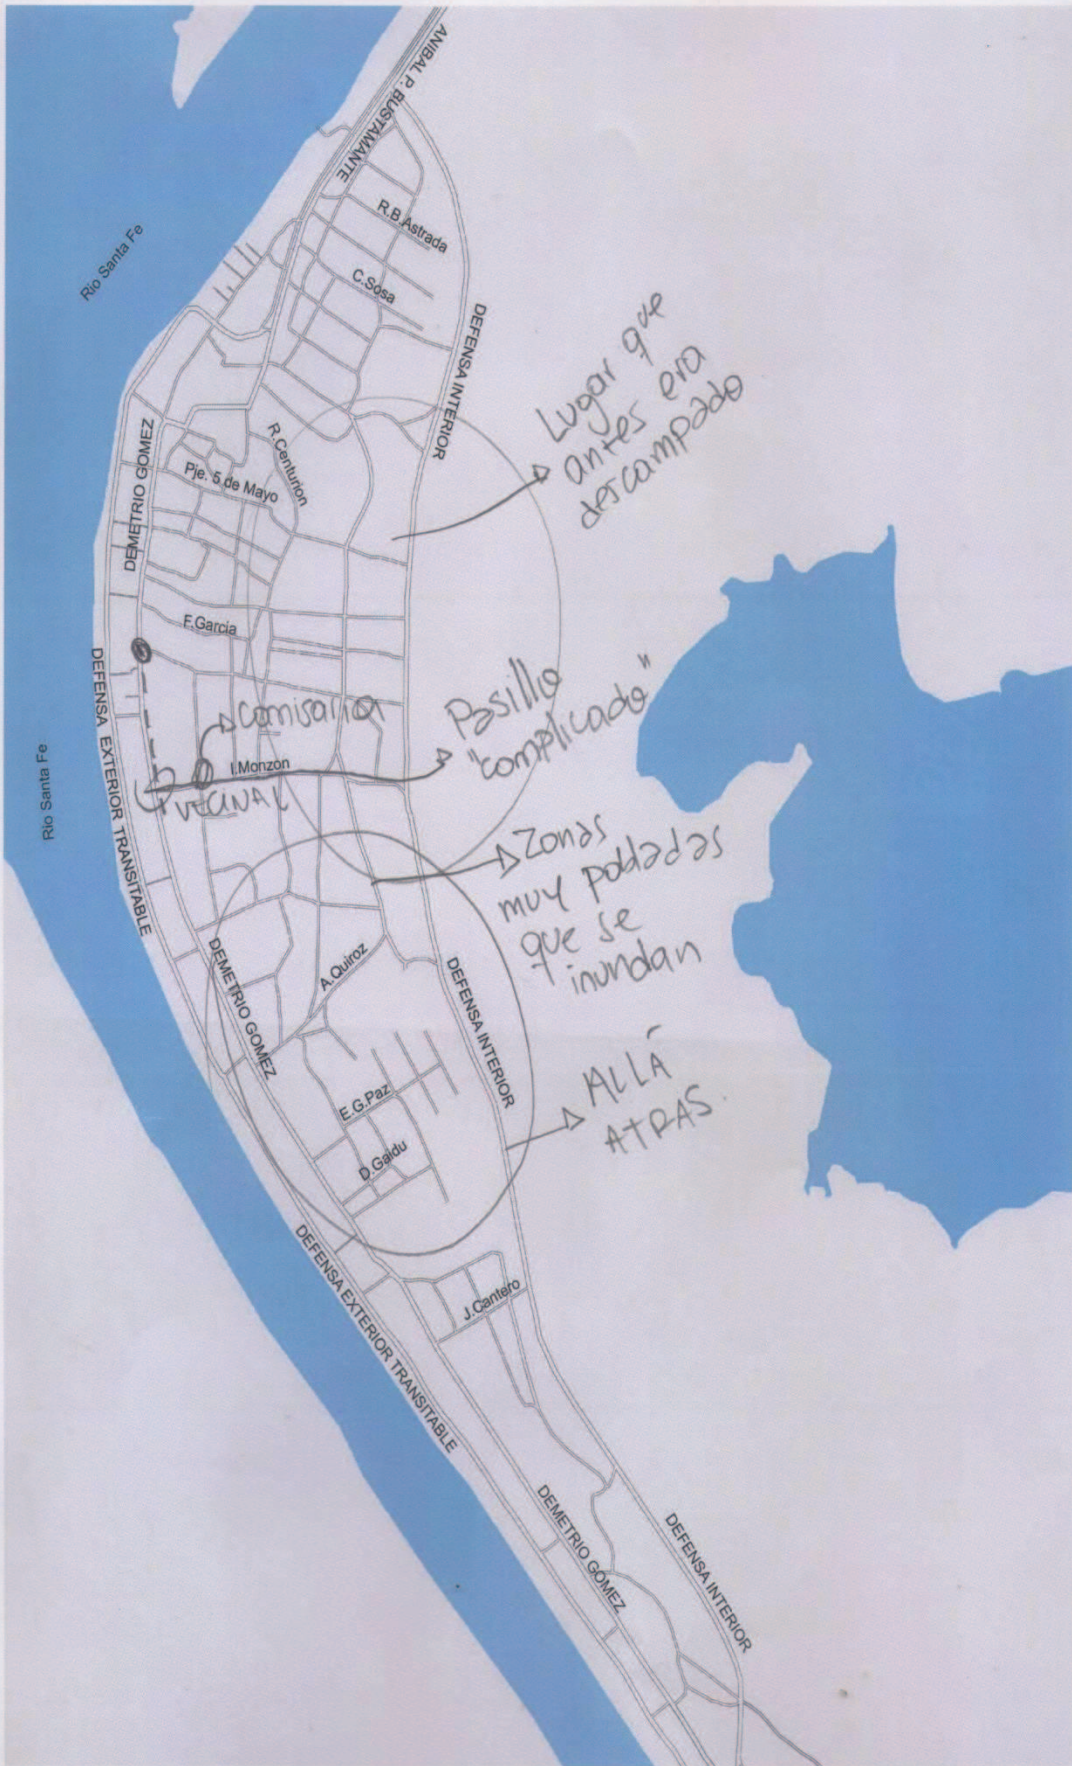 ANIBAL P. BUSTAMANTE
R.B.Astrada
Rio Santa Fe
C.Sosa
DEFENSA INTERIOR
Lugar que
antes era
descampado
DEMETRIO GOMEZ
R.Centurion
Pje. 5 de Mayo
F.Garcia
DEFENSA EXTERIOR TRANSITABLE
Rio Santa Fe
Comisaria
Pasillo
"complicado"
I.Monzon
VECINAL
Zonas
muy pobladas
que se
inundan
DEMETRIO GOMEZ
A.Quiroz
DEFENSA INTERIOR
ALLÁ
ATRAS.
E.G.Paz
D.Gaidu
DEFENSA EXTERIOR TRANSITABLE
J.Cantero
DEMETRIO GOMEZ
DEFENSA INTERIOR